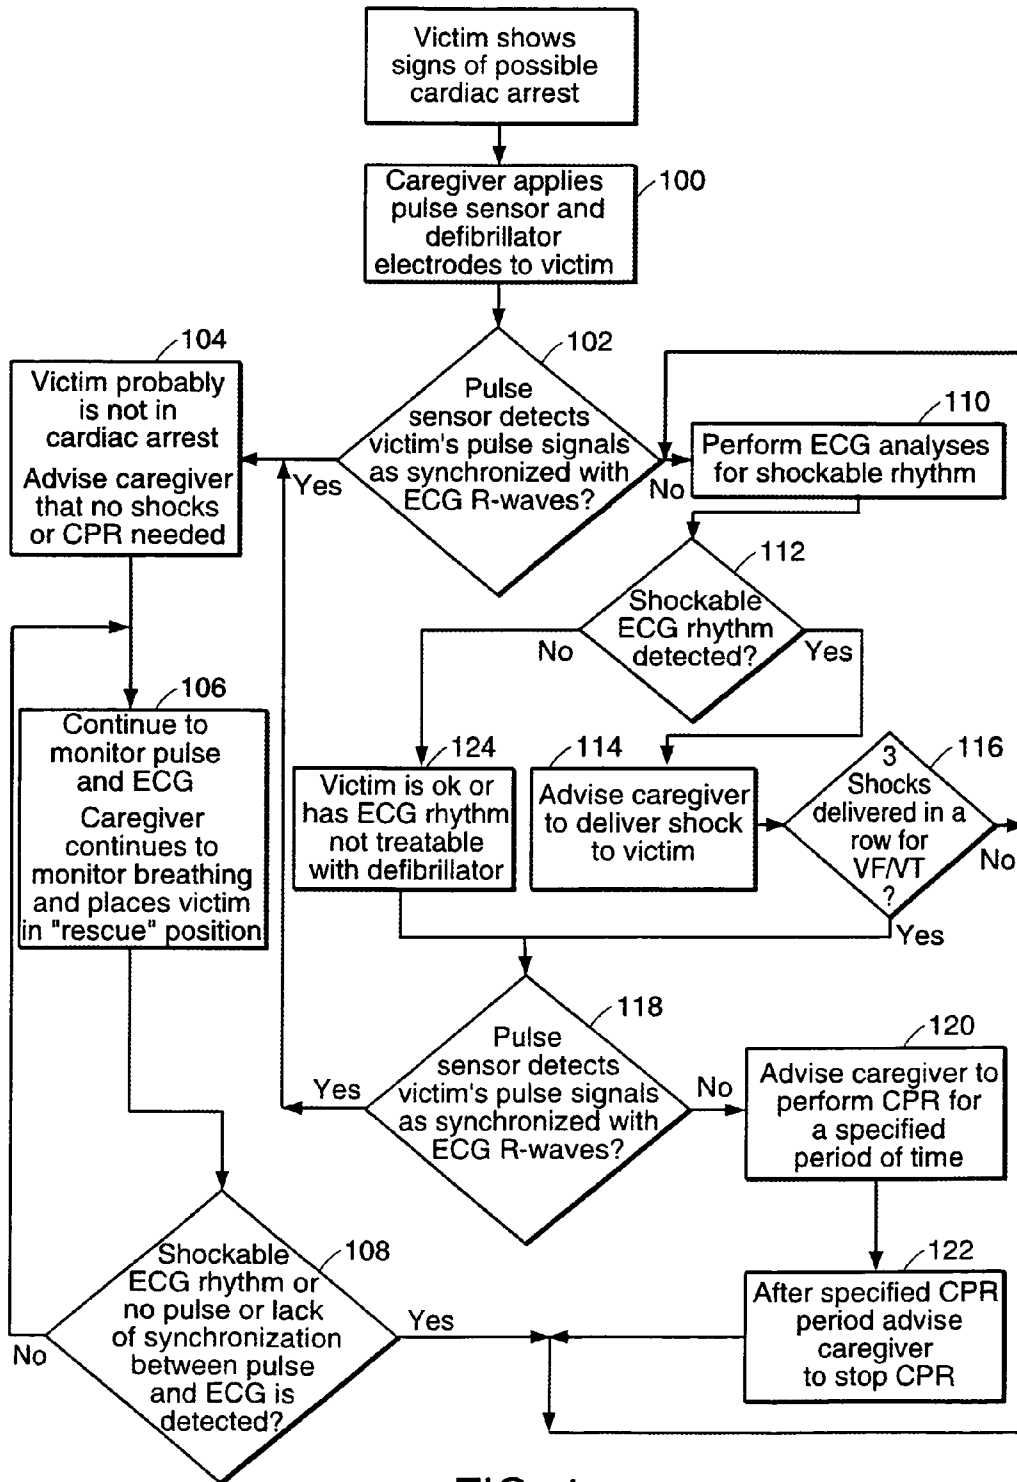 Victim shows
signs of possible
cardiac arrest
100
Caregiver applies
pulse sensor and
defibrillator
electrodes to victim
102
Pulse
sensor detects
victim's pulse signals
as synchronized with
ECG R-waves?
Yes
No
104
Victim probably
is not in
cardiac arrest
Advise caregiver
that no shocks
or CPR needed
110
Perform ECG analyses
for shockable rhythm
112
Shockable
ECG rhythm
detected?
No
Yes
106
Continue to
monitor pulse
and ECG
Caregiver
continues to
monitor breathing
and places victim
in "rescue" position
124
Victim is ok or
has ECG rhythm
not treatable
with defibrillator
114
Advise caregiver
to deliver shock
to victim
116
3
Shocks
delivered in a
row for
VF/VT
?
No
Yes
118
Pulse
sensor detects
victim's pulse signals
as synchronized with
ECG R-waves?
Yes
No
120
Advise caregiver to
perform CPR for
a specified
period of time
122
After specified CPR
period advise
caregiver
to stop CPR
108
Shockable
ECG rhythm or
no pulse or lack
of synchronization
between pulse
and ECG is
detected?
No
Yes